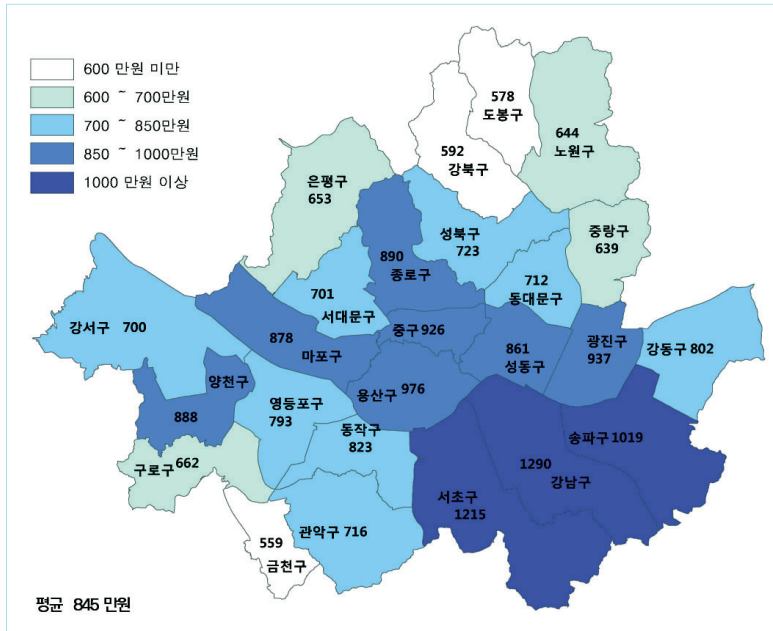 600 만원 미만
600 ~ 700만원
700 ~ 850만원
850 ~ 1000만원
1000 만원 이상
578
도봉구
592
강북구
644
노원구
은평구
653
성북구
723
중랑구
639
890
종로구
712
동대문구
701
서대문구
강서구 700
878
마포구
중구 926
861
성동구
광진구
937
강동구 802
양천구
888
영등포구
793
용산구 976
동작구
823
송파구 1019
1290
강남구
구로구 662
서초구
1215
관악구 716
559
금천구
평균 845 만원